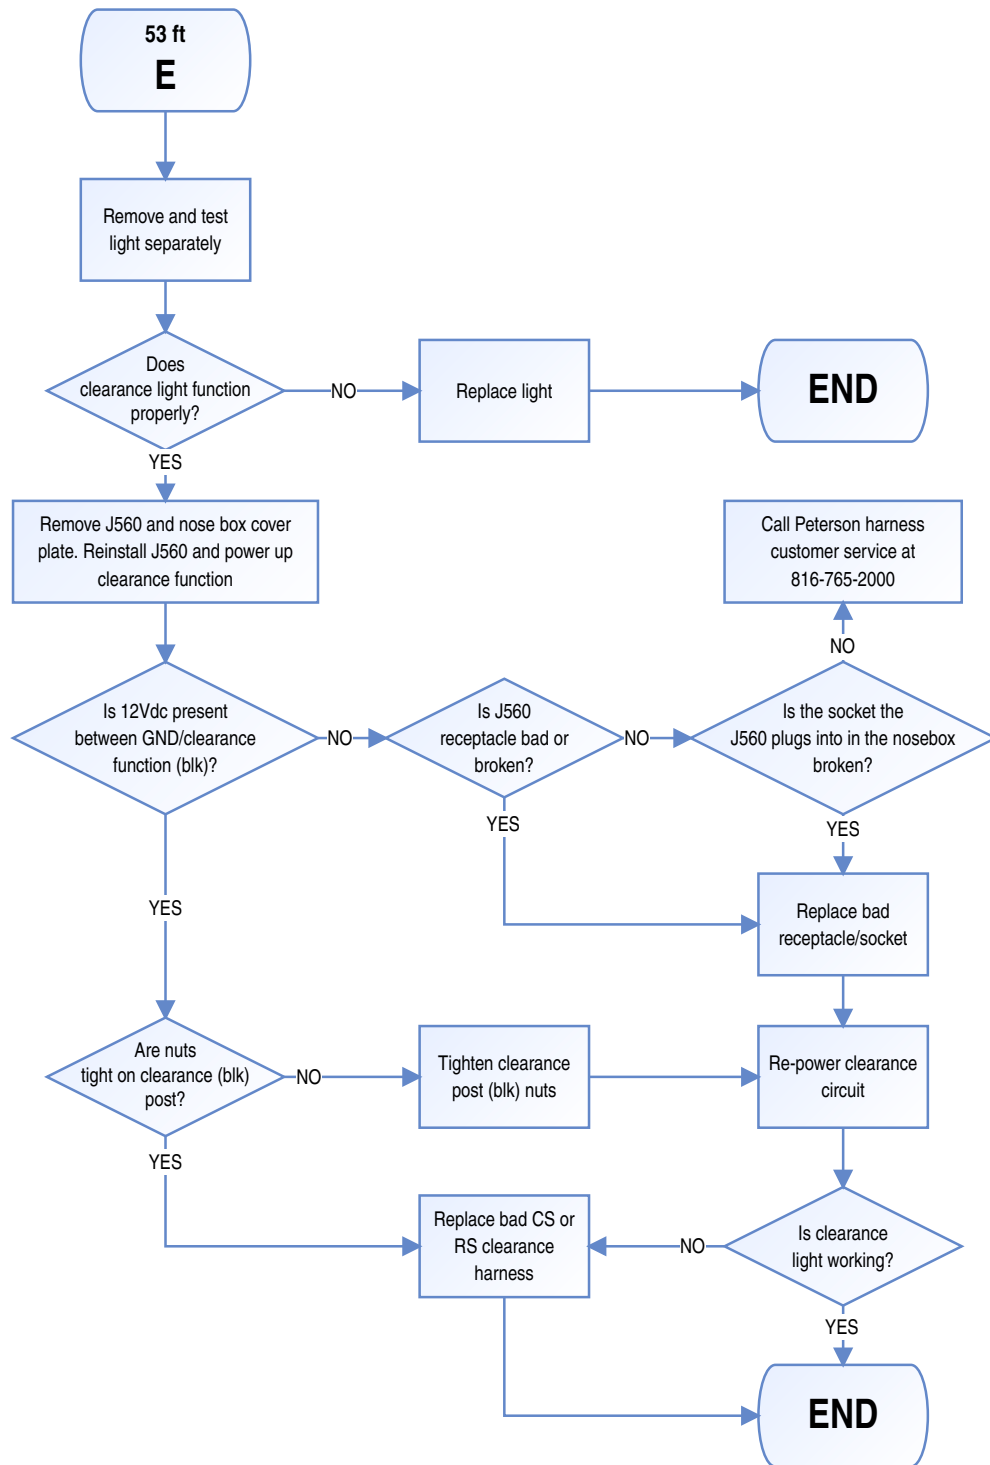 53 ft
E
Remove and test
light separately
Does
clearance light function
properly?
NO
Replace light
END
YES
Remove J560 and nose box cover
plate. Reinstall J560 and power up
clearance function
Call Peterson harness
customer service at
816-765-2000
NO
Is 12Vdc present
between GND/clearance
function (blk)?
NO
Is J560
receptacle bad or
broken?
NO
Is the socket the
J560 plugs into in the nosebox
broken?
YES
YES
YES
Replace bad
receptacle/socket
Are nuts
tight on clearance (blk)
post?
NO
Tighten clearance
post (blk) nuts
Re-power clearance
circuit
YES
Replace bad CS or
RS clearance
harness
NO
Is clearance
light working?
YES
END